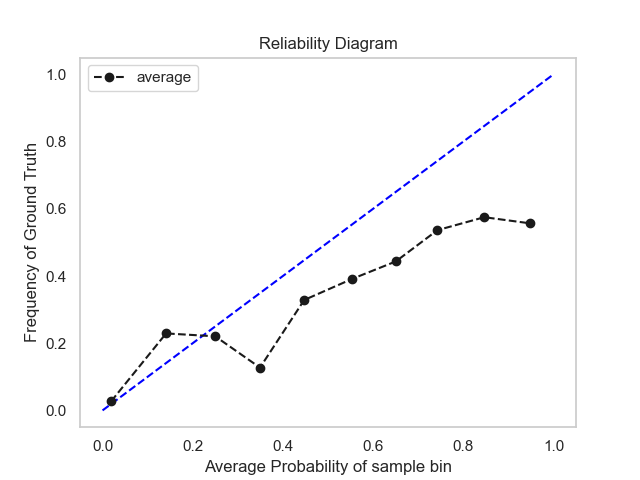 Reliability Diagram
average
Frequency of Ground Truth
1.0
0.8
0.6
0.4
0.2
0.0
0.0 0.2 0.4 0.6 0.8 1.0
Average Probability of sample bin